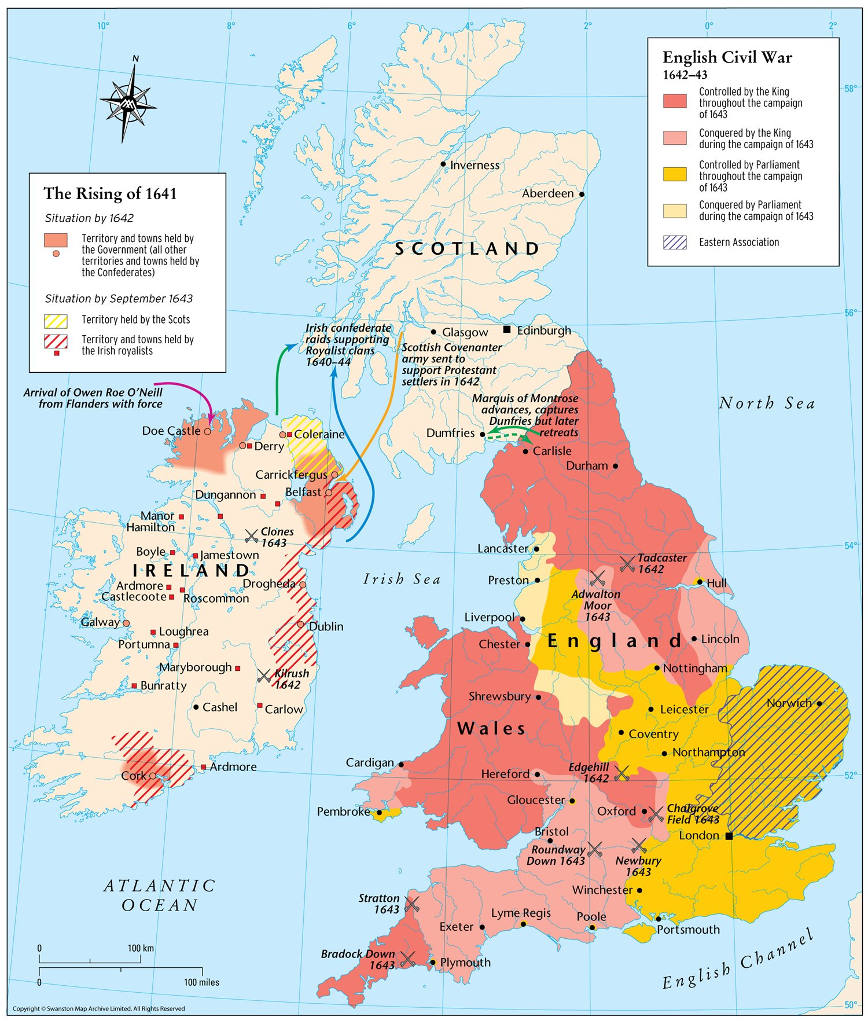 10°
8°
6°
4°
2°
0°
2°
N
58°
56°
54°
52°
50°
English Civil War
1642–43
Controlled by the King
throughout the campaign
of 1643
Conquered by the King
during the campaign of 1643
Controlled by Parliament
throughout the campaign
of 1643
Conquered by Parliament
during the campaign of 1643
Eastern Association
The Rising of 1641
Situation by 1642
Territory and towns held by
the Government (all other
territories and towns held by
the Confederates)
Situation by September 1643
Territory held by the Scots
Territory and towns held by
the Irish royalists
Inverness
Aberdeen
SCOTLAND
Glasgow
Edinburgh
Irish confederate
raids supporting
Royalist clans
1640–44
Scottish Covenanter
army sent to
support Protestant
settlers in 1642
Arrival of Owen Roe O'Neill
from Flanders with force
Marquis of Montrose
advances, captures
Dunfries but later
retreats
North Sea
Dumfries
Carlisle
Durham
Doe Castle
Derry
Coleraine
Carrickfergus
Belfast
Dungannon
Manor
Hamilton
Clones
1643
Boyle
Jamestown
IRELAND
Drogheda
Ardmore
Castlecoote
Roscommon
Galway
Dublin
Loughrea
Portumna
Maryborough
Kilrush
1642
Bunratty
Cashel
Carlow
Ardmore
Cork
Irish Sea
Lancaster
Preston
Tadcaster
1642
Adwalton
Moor
1643
Hull
Liverpool
England
Lincoln
Chester
Nottingham
Shrewsbury
Leicester
Norwich
Wales
Coventry
Northampton
Cardigan
Hereford
Edgehill
1642
Gloucester
Oxford
Chalgrove
Field 1643
Pembroke
London
Bristol
Roundway
Down 1643
Newbury
1643
Winchester
Stratton
1643
Exeter
Lyme Regis
Poole
Portsmouth
Bradock Down
1643
Plymouth
English Channel
ATLANTIC
OCEAN
0
100 km
0
100 miles
Copyright © Swanston Map Archive Limited. All Rights Reserved